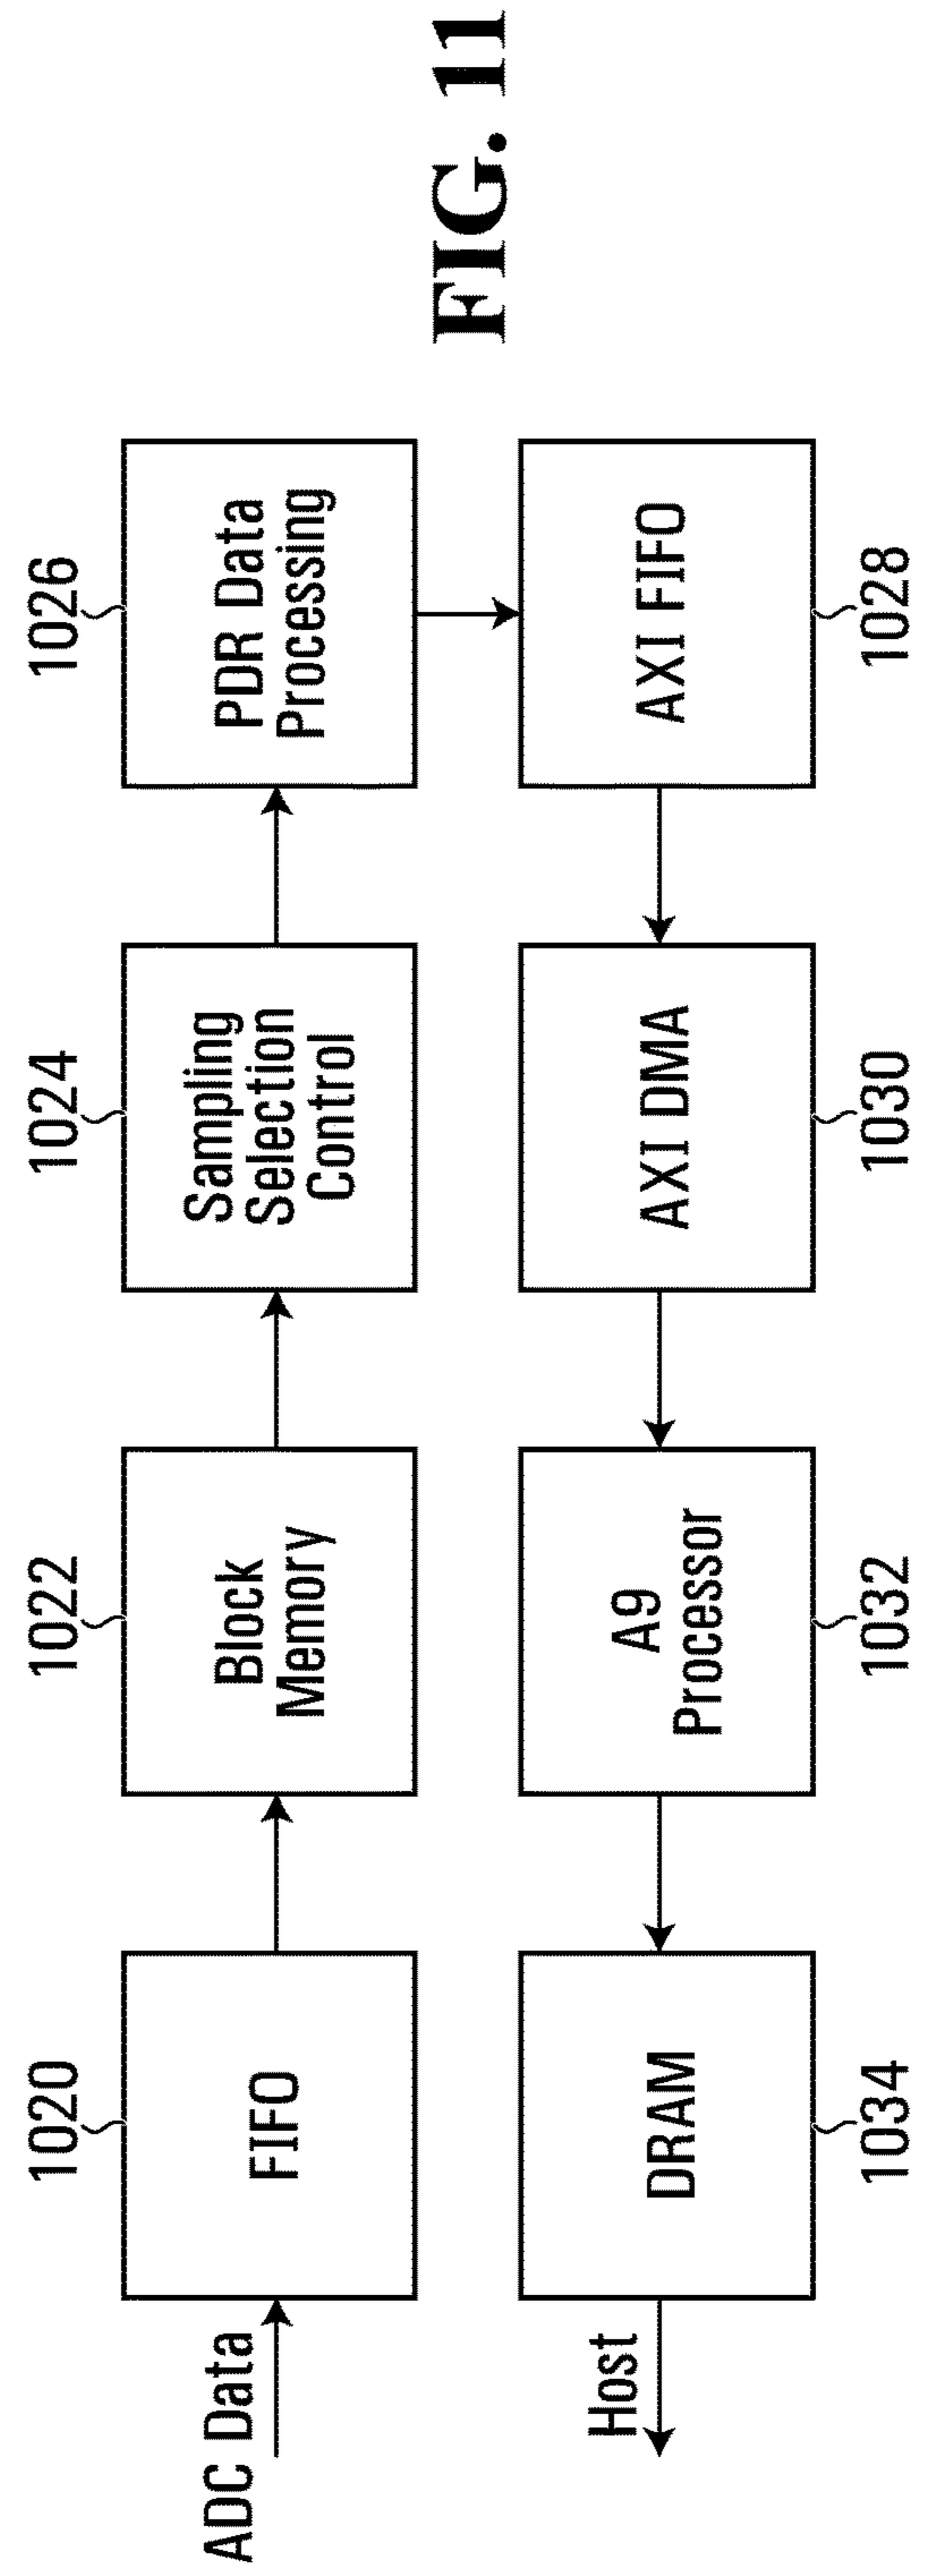 1020
1022
1024
1026
ADC Data
FIFO
Block
Memory
Sampling
Selection
Control
PDR Data
Processing
Host
DRAM
A9
Processor
AXI DMA
AXI FIFO
1034
1032
1030
1028
FIG. 11